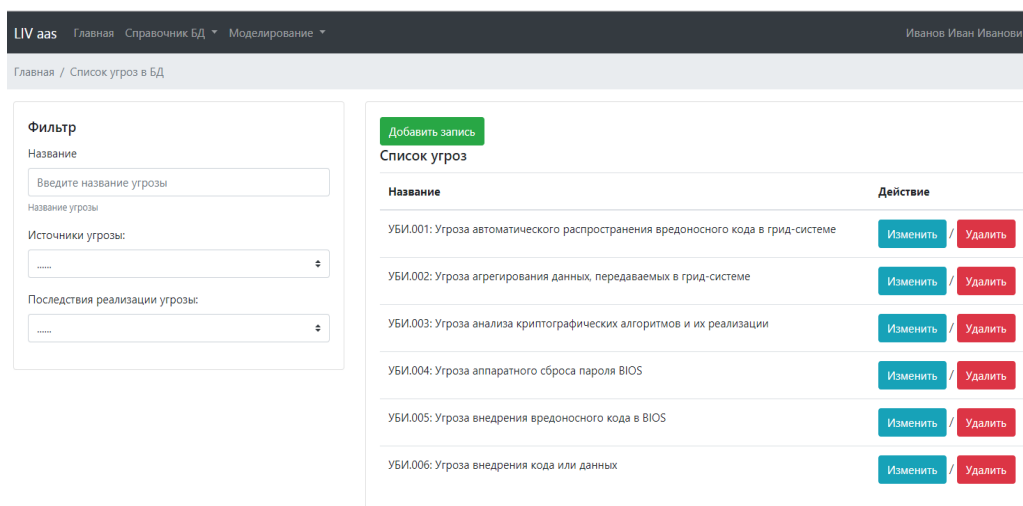 LIV aas Главная Справочник БД Моделирование Иванов Иван Иванови
Главная / Список угроз в БД
Фильтр
Название
Введите название угрозы
Название угрозы
Источники угрозы:
......
Последствия реализации угрозы:
......
Добавить запись
Список угроз
Название Действие
УБИ.001: Угроза автоматического распространения вредоносного кода в грид-системе Изменить / Удалить
УБИ.002: Угроза агрегирования данных, передаваемых в грид-системе Изменить / Удалить
УБИ.003: Угроза анализа криптографических алгоритмов и их реализации Изменить / Удалить
УБИ.004: Угроза аппаратного сброса пароля BIOS Изменить / Удалить
УБИ.005: Угроза внедрения вредоносного кода в BIOS Изменить / Удалить
УБИ.006: Угроза внедрения кода или данных Изменить / Удалить